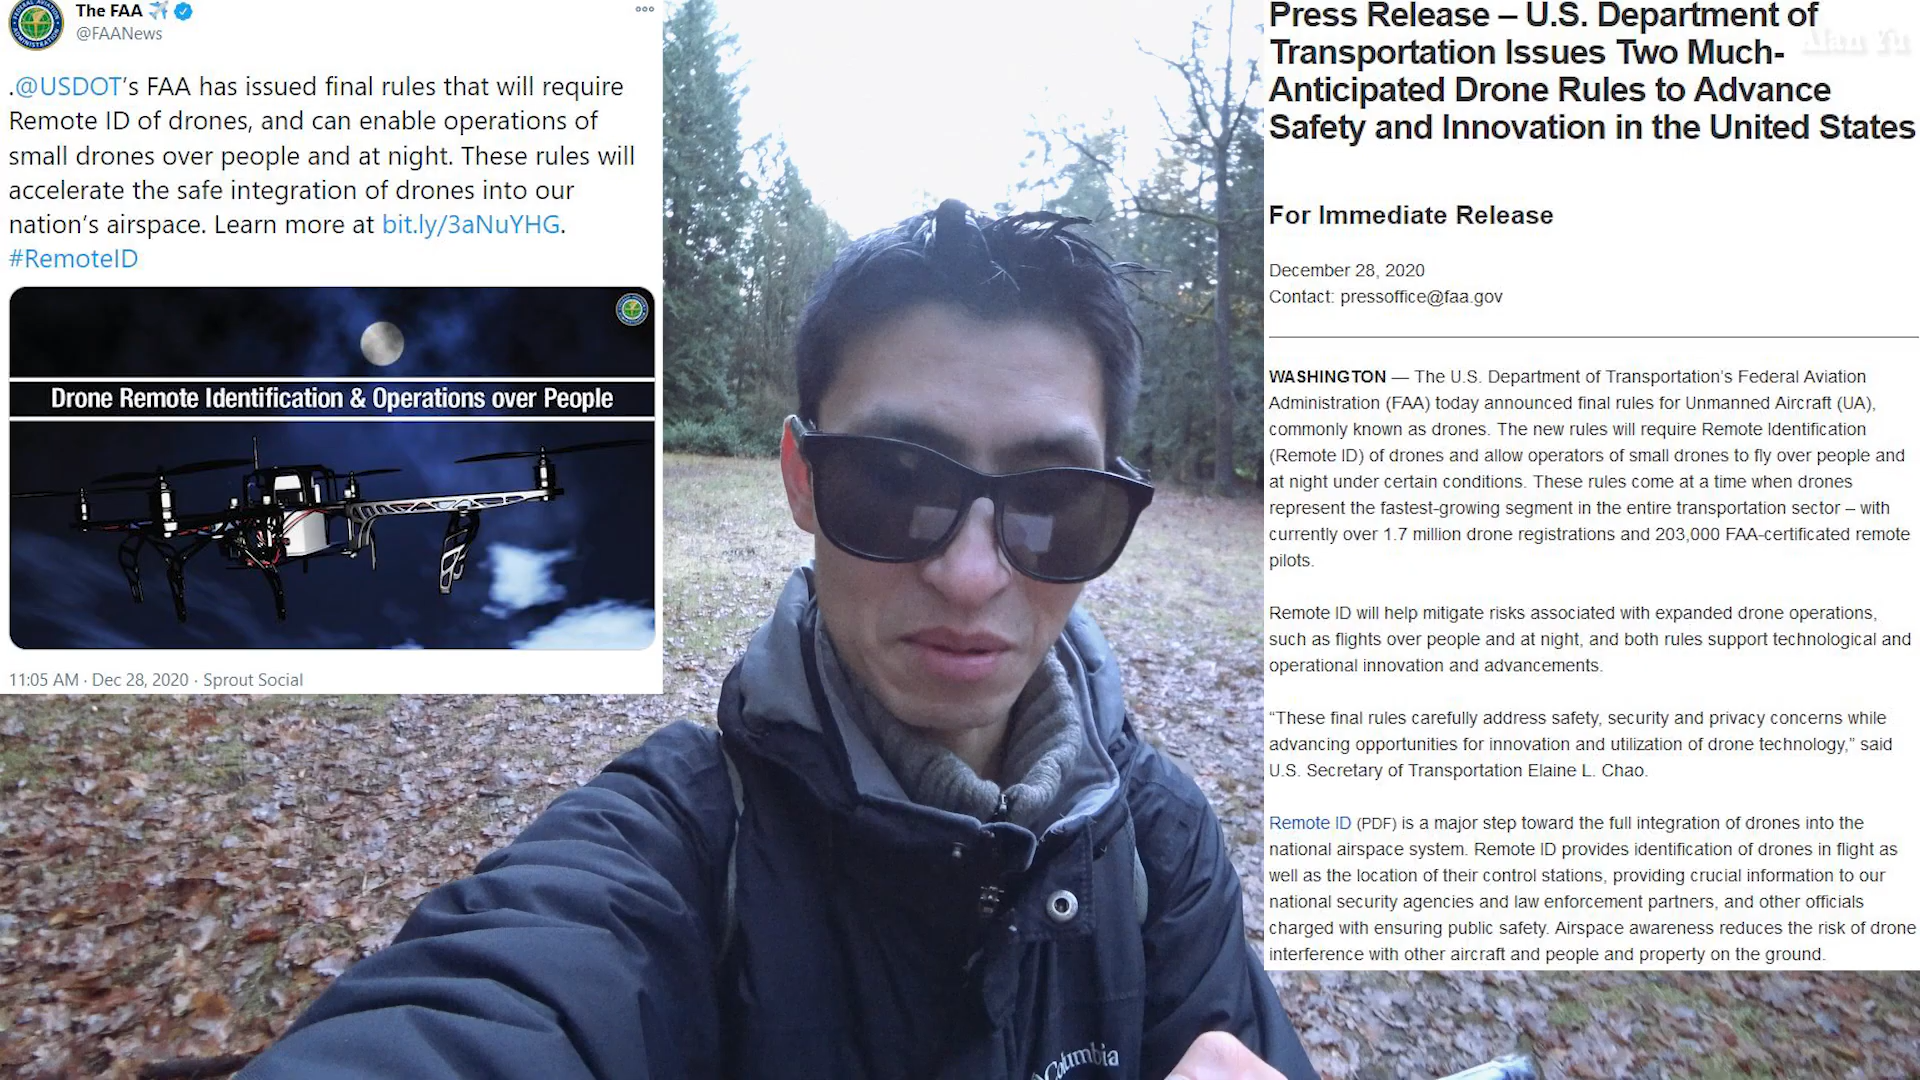 The FAA
@FAANews
.@USDOT’s FAA has issued final rules that will require
Remote ID of drones, and can enable operations of
small drones over people and at night. These rules will
accelerate the safe integration of drones into our
nation’s airspace. Learn more at bit.ly/3aNuYHG.
#RemoteID
Drone Remote Identification & Operations over People
11:05 AM · Dec 28, 2020 · Sprout Social
Columbia
Alan Yu
Press Release – U.S. Department of
Transportation Issues Two Much-
Anticipated Drone Rules to Advance
Safety and Innovation in the United States
For Immediate Release
December 28, 2020
Contact: pressoffice@faa.gov
WASHINGTON — The U.S. Department of Transportation’s Federal Aviation
Administration (FAA) today announced final rules for Unmanned Aircraft (UA),
commonly known as drones. The new rules will require Remote Identification
(Remote ID) of drones and allow operators of small drones to fly over people and
at night under certain conditions. These rules come at a time when drones
represent the fastest-growing segment in the entire transportation sector – with
currently over 1.7 million drone registrations and 203,000 FAA-certificated remote
pilots.
Remote ID will help mitigate risks associated with expanded drone operations,
such as flights over people and at night, and both rules support technological and
operational innovation and advancements.
“These final rules carefully address safety, security and privacy concerns while
advancing opportunities for innovation and utilization of drone technology,” said
U.S. Secretary of Transportation Elaine L. Chao.
Remote ID (PDF) is a major step toward the full integration of drones into the
national airspace system. Remote ID provides identification of drones in flight as
well as the location of their control stations, providing crucial information to our
national security agencies and law enforcement partners, and other officials
charged with ensuring public safety. Airspace awareness reduces the risk of drone
interference with other aircraft and people and property on the ground.